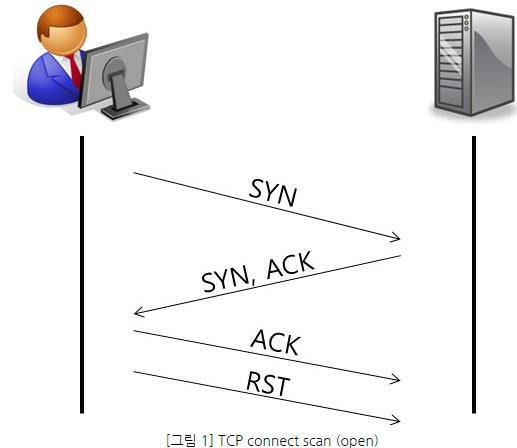 SYN
SYN, ACK
ACK
RST
[그림 1] TCP connect scan (open)